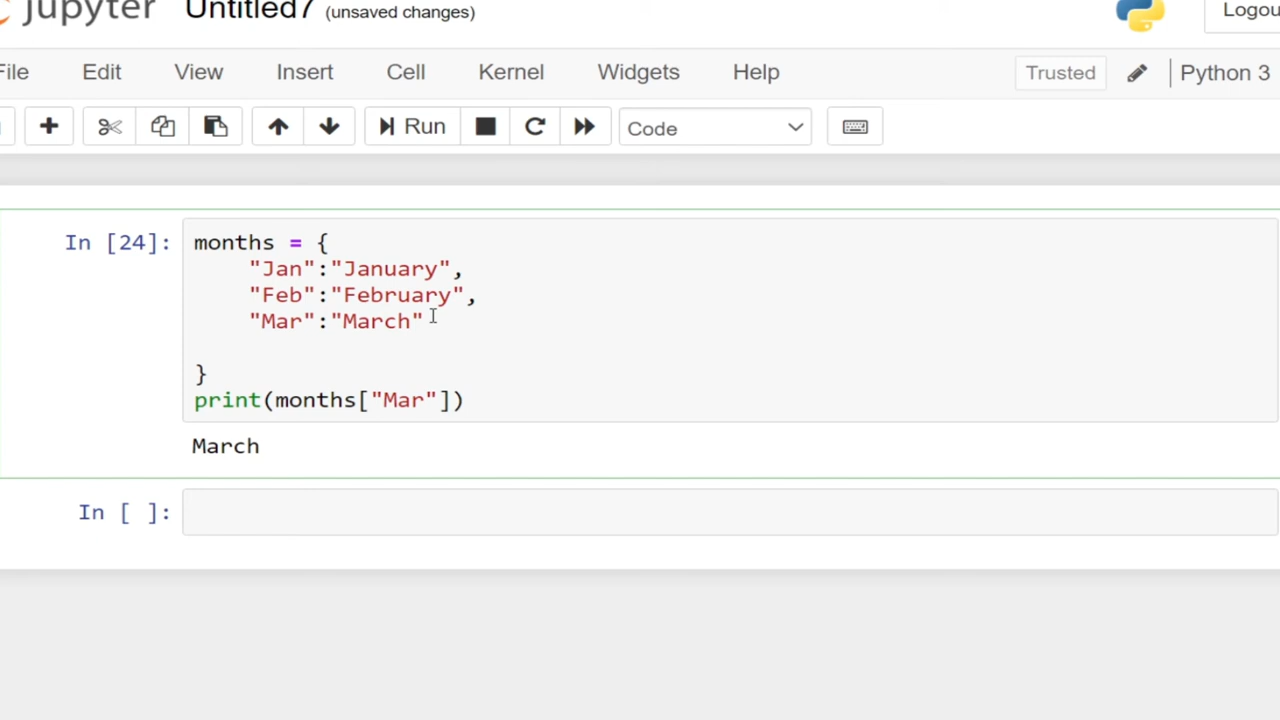 jupyter Untitled7 (unsaved changes) Logou
File Edit View Insert Cell Kernel Widgets Help Trusted Python 3
Run Code
In [24]: months = {
"Jan":"January",
"Feb":"February",
"Mar":"March"
}
print(months["Mar"])
March
In [ ]: